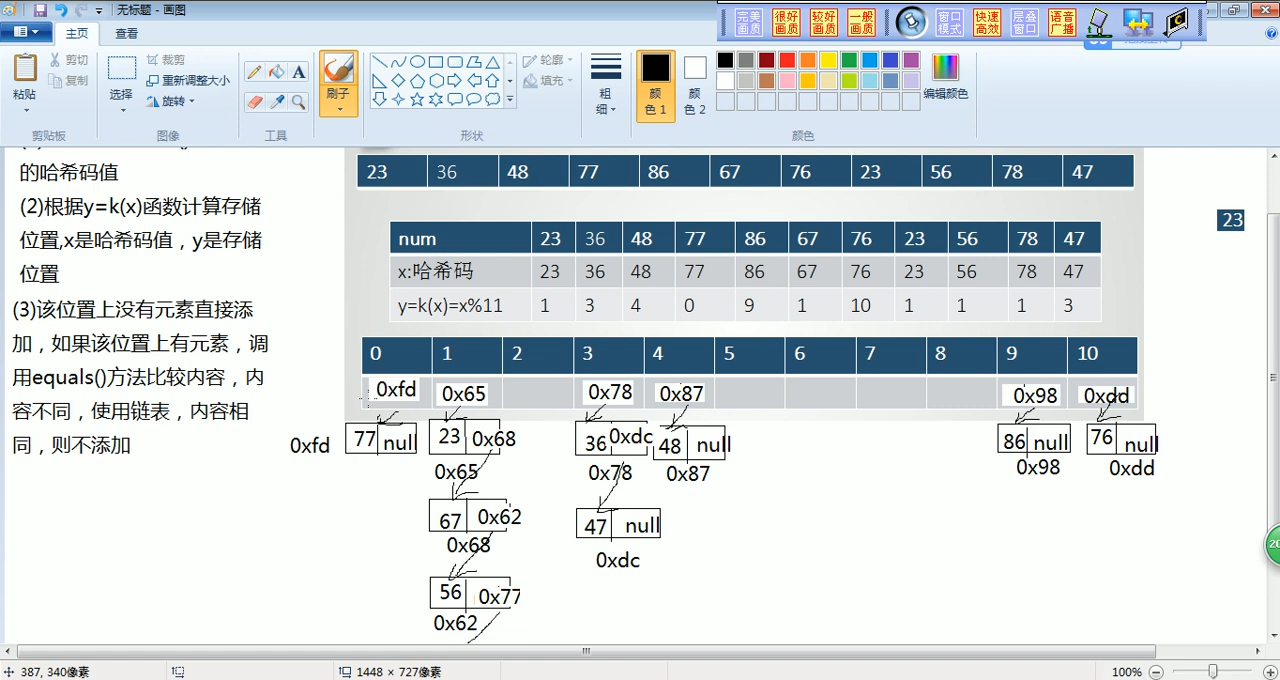 无标题 - 画图
完美画质 很好画质 较好画质 一般画质 窗口模式 快速高效 层叠窗口 语音广播
主页 查看
粘贴 剪切 复制 选择 裁剪 重新调整大小 旋转 A 刷子 轮廓 填充 粗细 颜色 1 颜色 2 编辑颜色
剪贴板 图像 工具 形状 颜色
的哈希码值
(2)根据y=k(x)函数计算存储
位置,x是哈希码值，y是存储
位置
(3)该位置上没有元素直接添
加，如果该位置上有元素，调
用equals()方法比较内容，内
容不同，使用链表，内容相
同，则不添加
23 36 48 77 86 67 76 23 56 78 47
23
num 23 36 48 77 86 67 76 23 56 78 47
x:哈希码 23 36 48 77 86 67 76 23 56 78 47
y=k(x)=x%11 1 3 4 0 9 1 10 1 1 1 3
0 1 2 3 4 5 6 7 8 9 10
0xfd 0x65 0x78 0x87 0x98 0xdd
0xfd 77 null 23 0x68 36 0xdc 48 null 86 null 76 null
0x65 0x78 0x87 0x98 0xdd
67 0x62 47 null
0x68 0xdc
56 0x77
0x62
20
387, 340像素 1448 × 727像素 100%